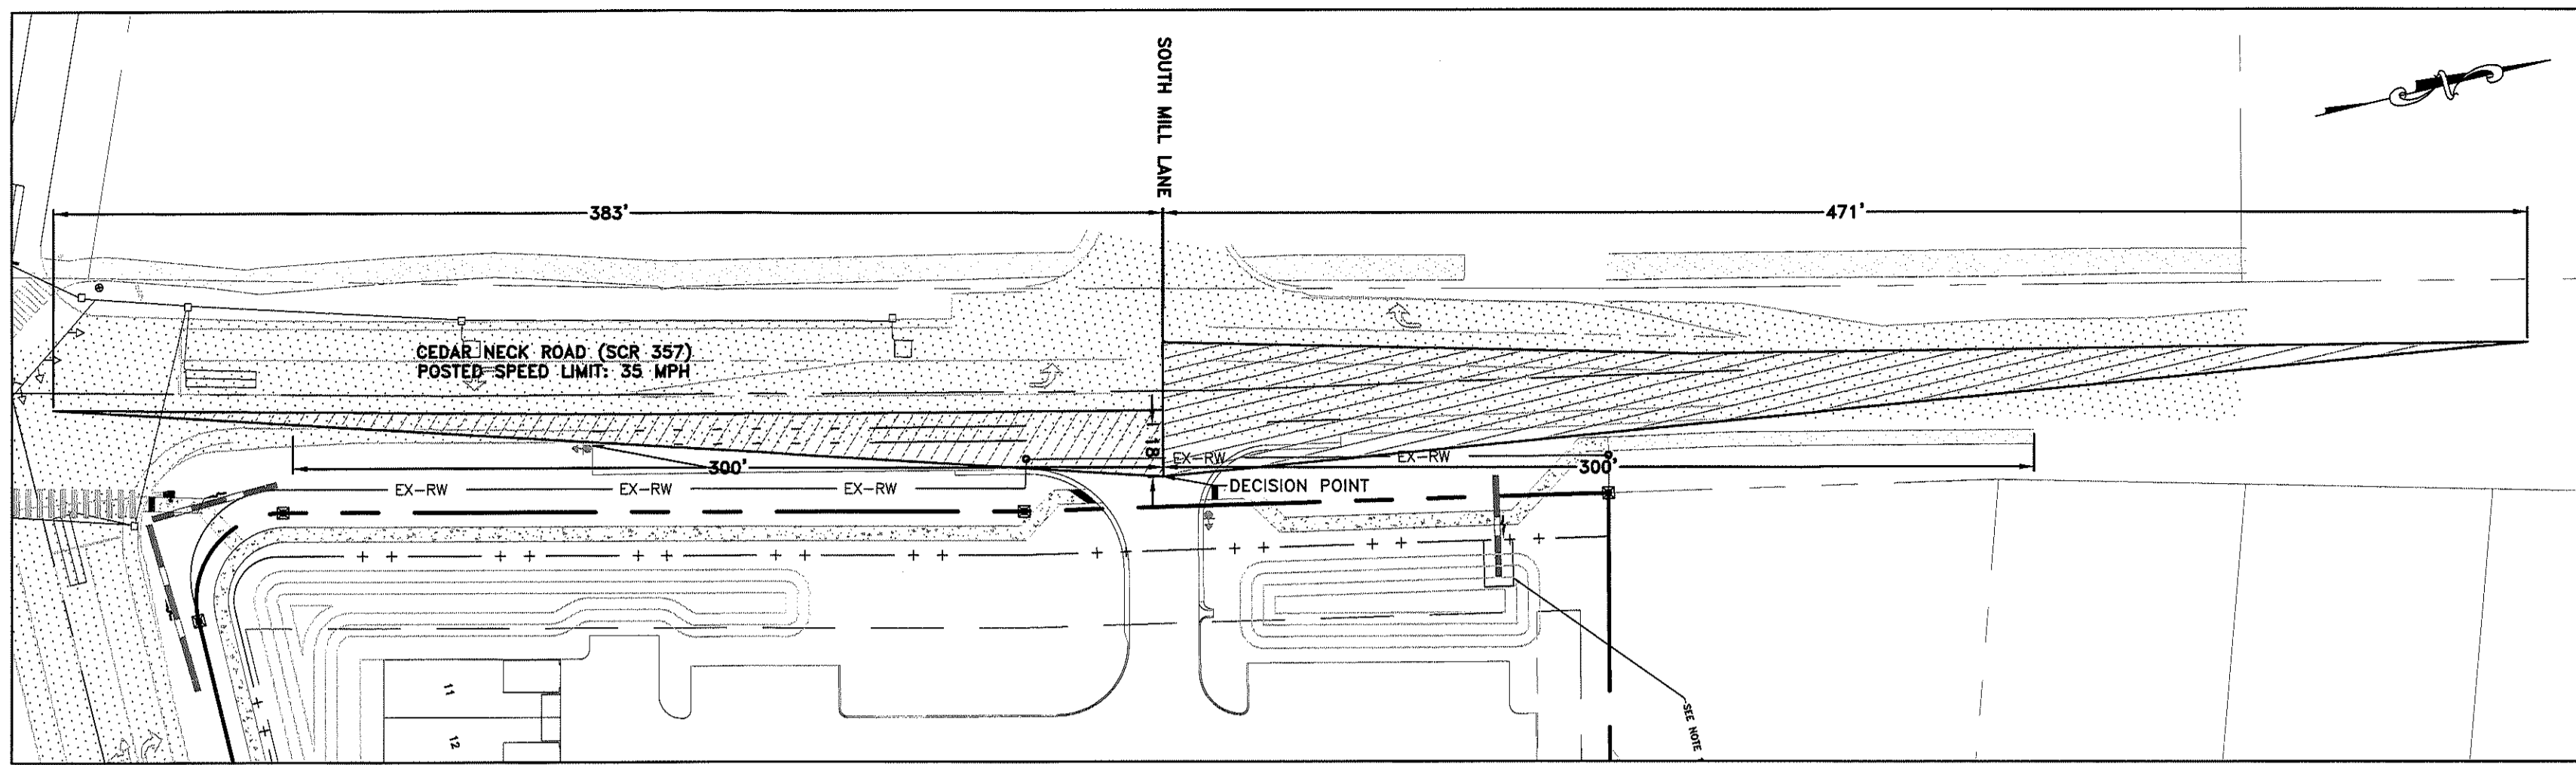 SOUTH MILL LANE
383'
471'
CEDAR NECK ROAD (SCR 357)
POSTED SPEED LIMIT: 35 MPH
18'
300'
EX-RW
EX-RW
300'
EX-RW
EX-RW
EX-RW
DECISION POINT
11
12
SEE NOTE